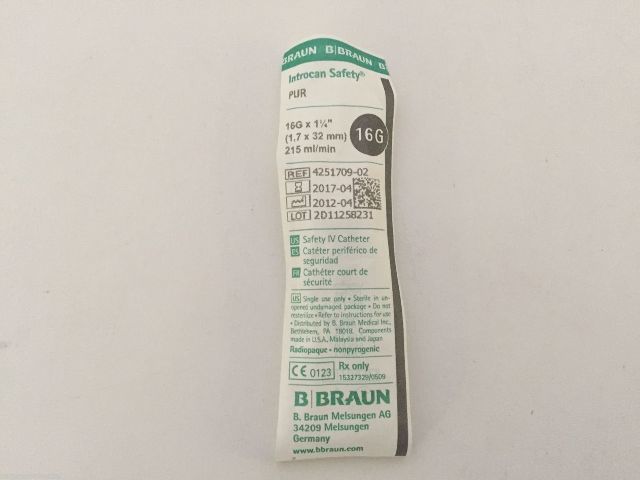 BRAUN B|BRAUN B
Introcan Safety®
PUR
16G x 1¼"
(1,7 x 32 mm)
215 ml/min
16G
REF 4251709-02
2017-04
2012-04
LOT 2D11258231
US Safety IV Catheter
ES Catéter periférico de
seguridad
FR Cathéter court de
sécurité
US Single use only • Sterile in un-
opened undamaged package • Do not
resterilize • Refer to instructions for use
• Distributed by B. Braun Medical Inc.,
Bethlehem, PA 18018. Components
made in U.S.A., Malaysia and Japan
Radiopaque • nonpyrogenic
CE 0123
Rx only
15327329/0509
B|BRAUN
B. Braun Melsungen AG
34209 Melsungen
Germany
www.bbraun.com